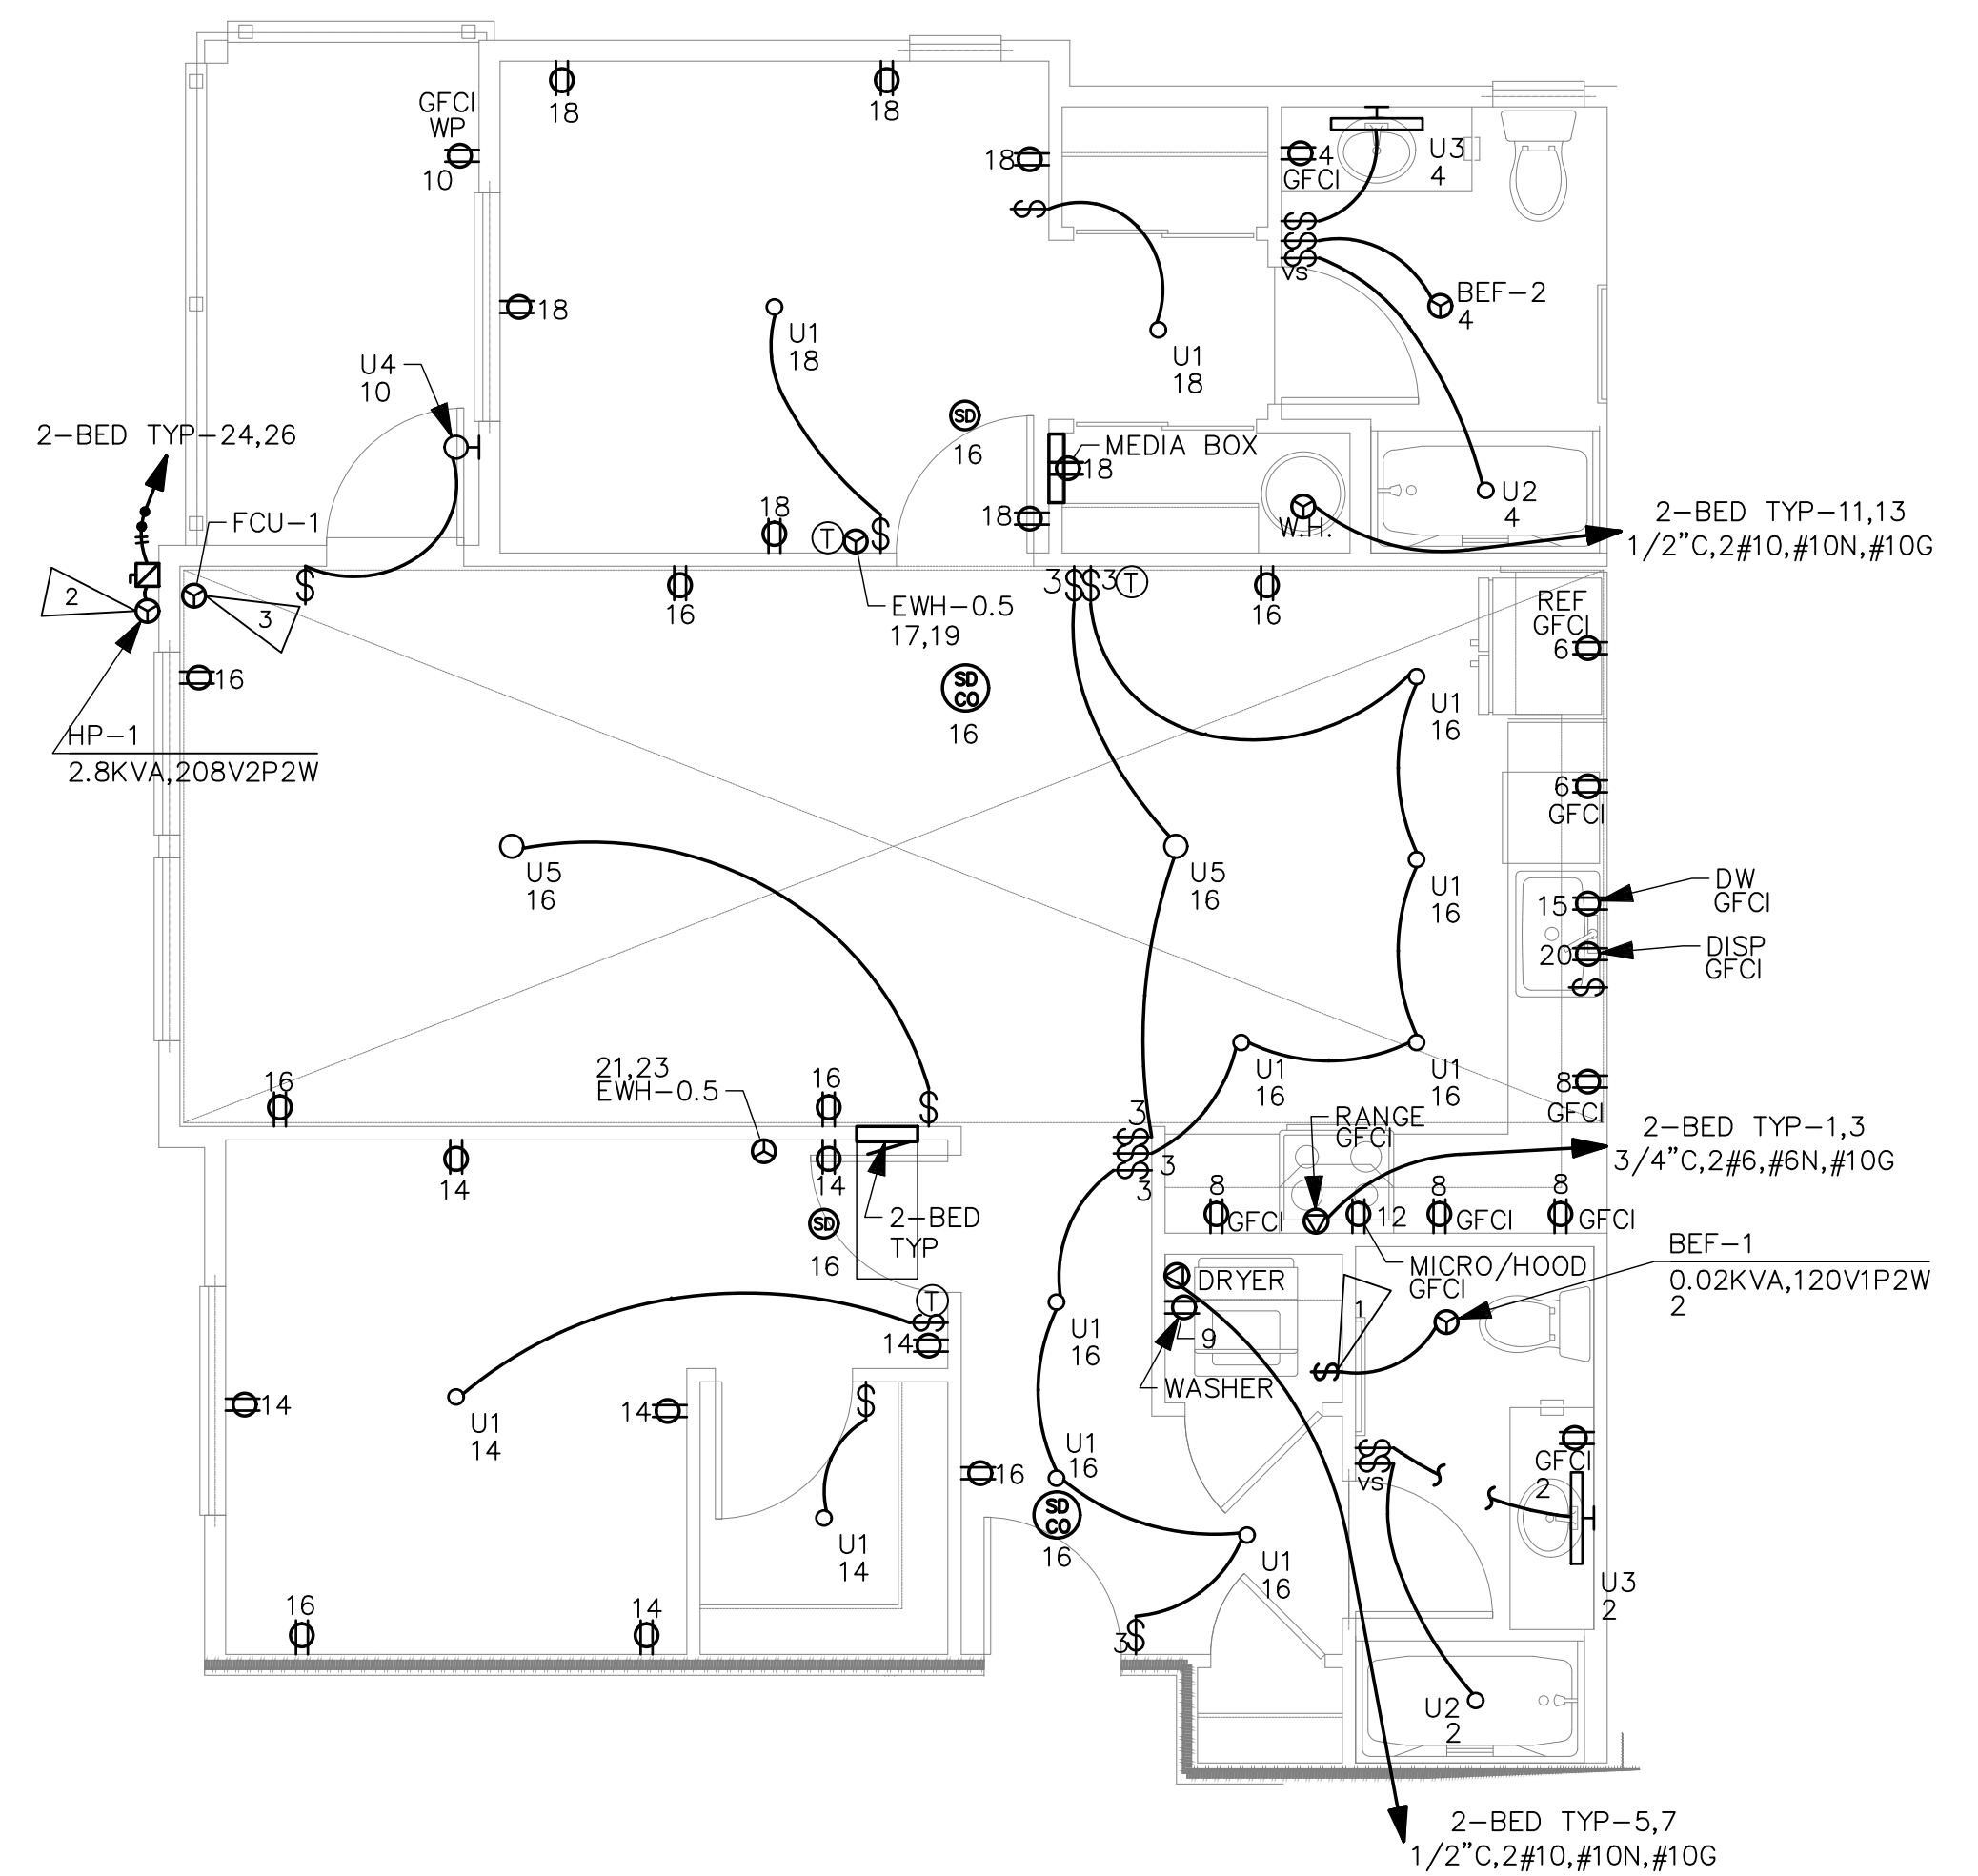 GFCI
WP
10
18
18
18
18
U1
18
U1
18
4
GFCI
U3
4
VS
BEF-2
4
U4
10
2-BED TYP-24,26
FCU-1
SD
16
MEDIA BOX
18
18
18
T
W.H.
U2
4
2-BED TYP-11,13
1/2"C,2#10,#10N,#10G
2
3
16
EWH-0.5
17,19
3
3
T
16
REF
GFCI
6
16
HP-1
2.8KVA,208V2P2W
SD
CO
16
U1
16
6
GFCI
U5
16
U5
16
U1
16
DW
GFCI
15
DISP
GFCI
20
16
21,23
EWH-0.5
16
U1
16
U1
16
8
GFCI
3
3
3
RANGE
GFCI
2-BED TYP-1,3
3/4"C,2#6,#6N,#10G
14
14
SD
16
2-BED
TYP
8
GFCI
12
8
GFCI
8
GFCI
MICRO/HOOD
GFCI
BEF-1
0.02KVA,120V1P2W
2
DRYER
9
WASHER
1
T
14
U1
16
14
U1
14
14
U1
16
16
SD
CO
16
U1
14
U1
16
VS
GFCI
2
U3
2
16
14
3
U2
2
2-BED TYP-5,7
1/2"C,2#10,#10N,#10G